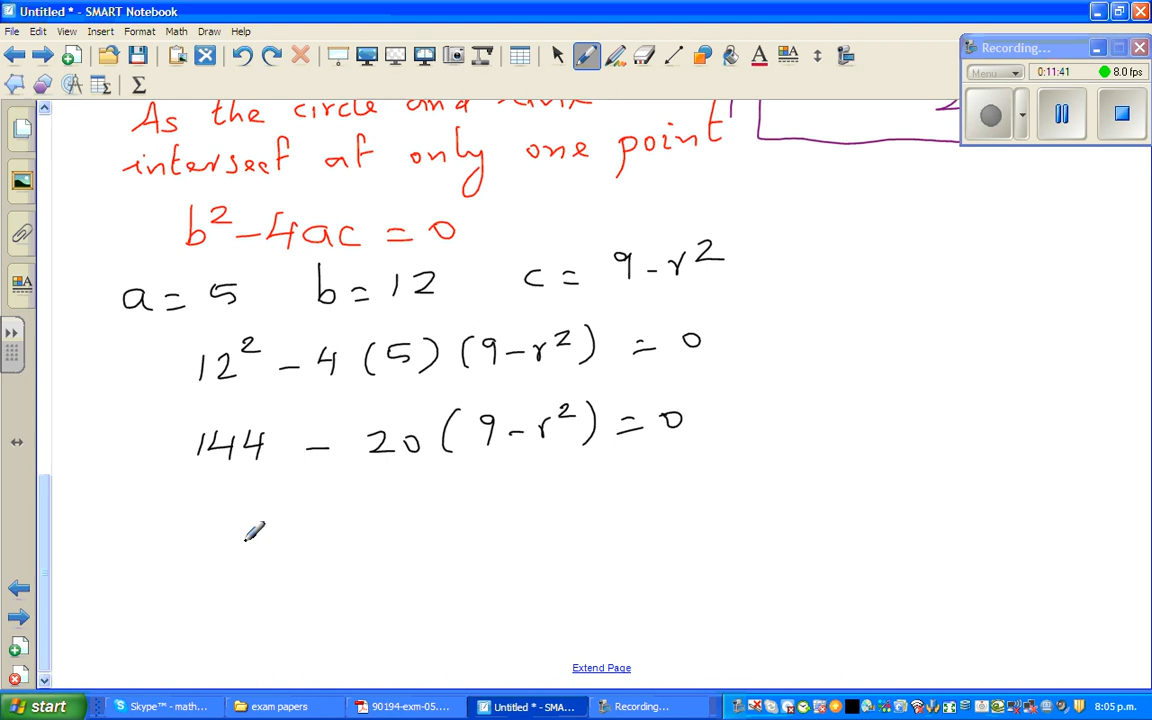 Untitled * - SMART Notebook
File Edit View Insert Format Math Draw Help
Recording...
Menu
0:11:41 8.0 fps
As the circle and
intersect at only one point
b² - 4ac = 0
a = 5 b = 12 c = 9 - r²
12² - 4 (5) (9 - r²) = 0
144 - 20 (9 - r²) = 0
Extend Page
start Skype™ - math... exam papers 90194-exm-05.... Untitled * - SMA... Recording... 8:05 p.m.